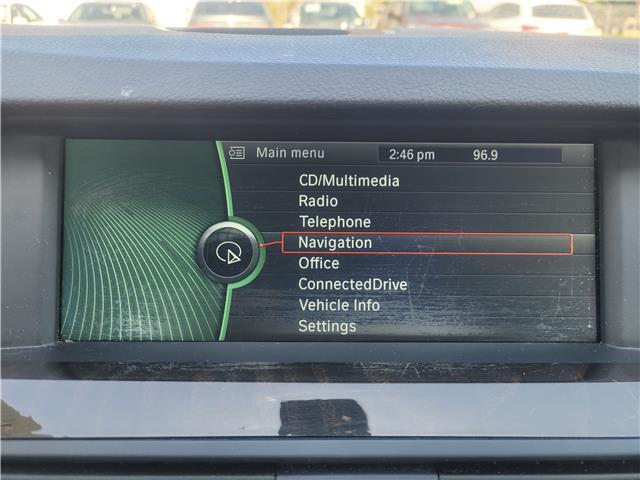 Main menu 2:46 pm 96.9
CD/Multimedia
Radio
Telephone
Navigation
Office
ConnectedDrive
Vehicle Info
Settings